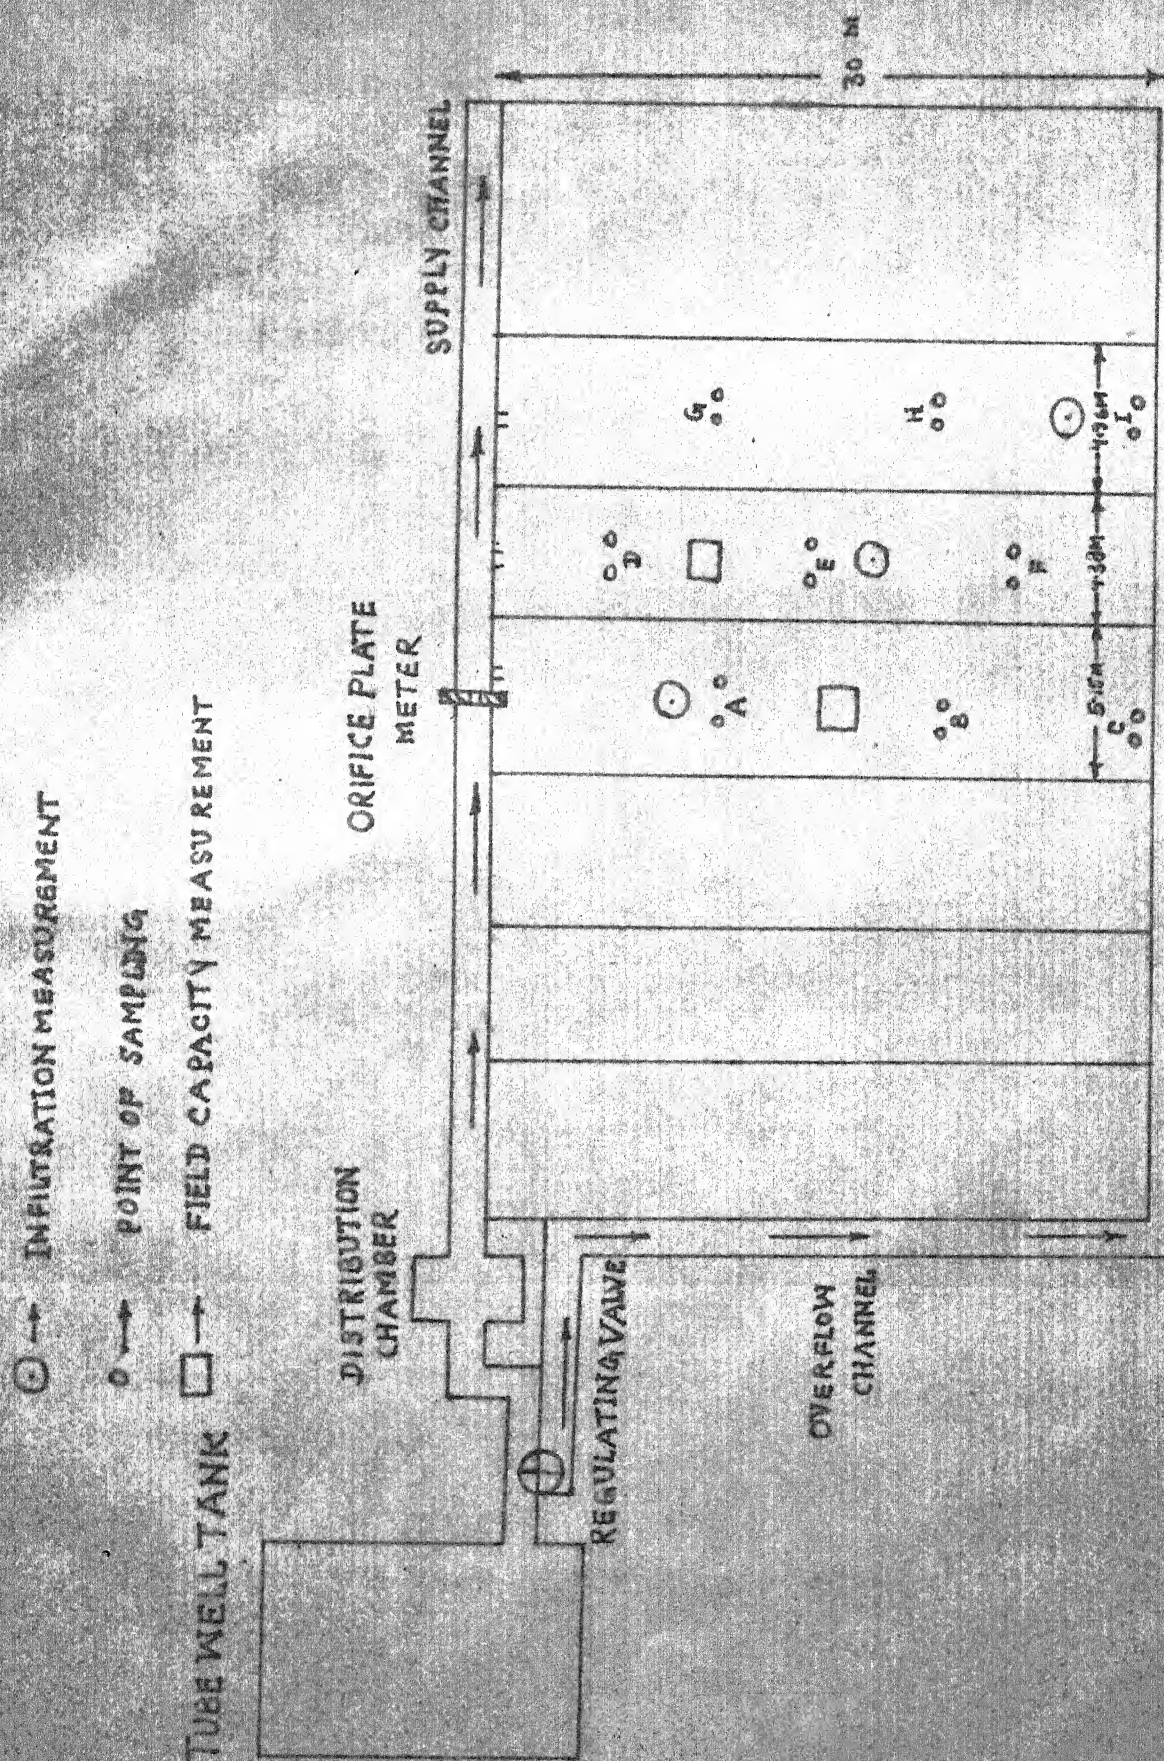 INFILTRATION MEASUREMENT
POINT OF SAMPLING
FIELD CAPACITY MEASUREMENT
TUBE WELL TANK
DISTRIBUTION
CHAMBER
ORIFICE PLATE
METER
SUPPLY CHANNEL
REGULATING VALVE
OVERFLOW
CHANNEL
30 M
A
B
C
D
E
F
G
H
I